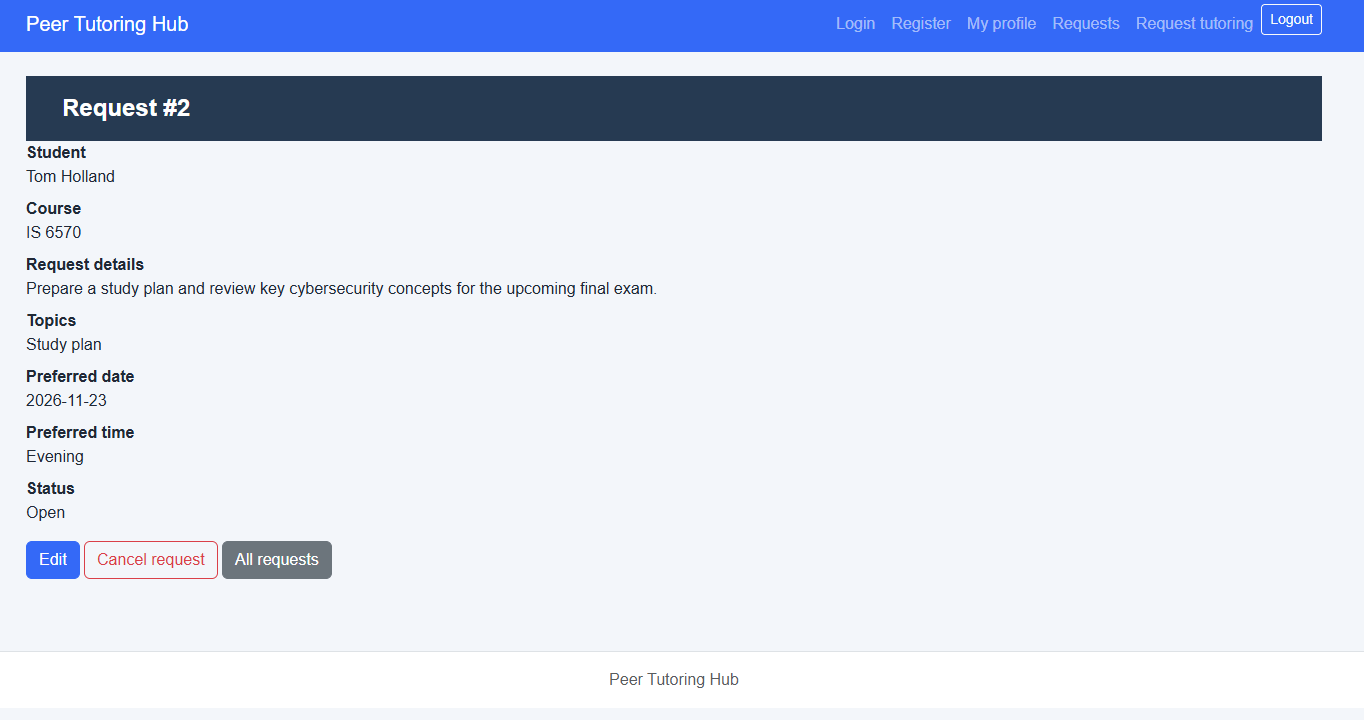 Peer Tutoring Hub
Login Register My profile Requests Request tutoring Logout
Request #2
Student
Tom Holland
Course
IS 6570
Request details
Prepare a study plan and review key cybersecurity concepts for the upcoming final exam.
Topics
Study plan
Preferred date
2026-11-23
Preferred time
Evening
Status
Open
Edit Cancel request All requests
Peer Tutoring Hub